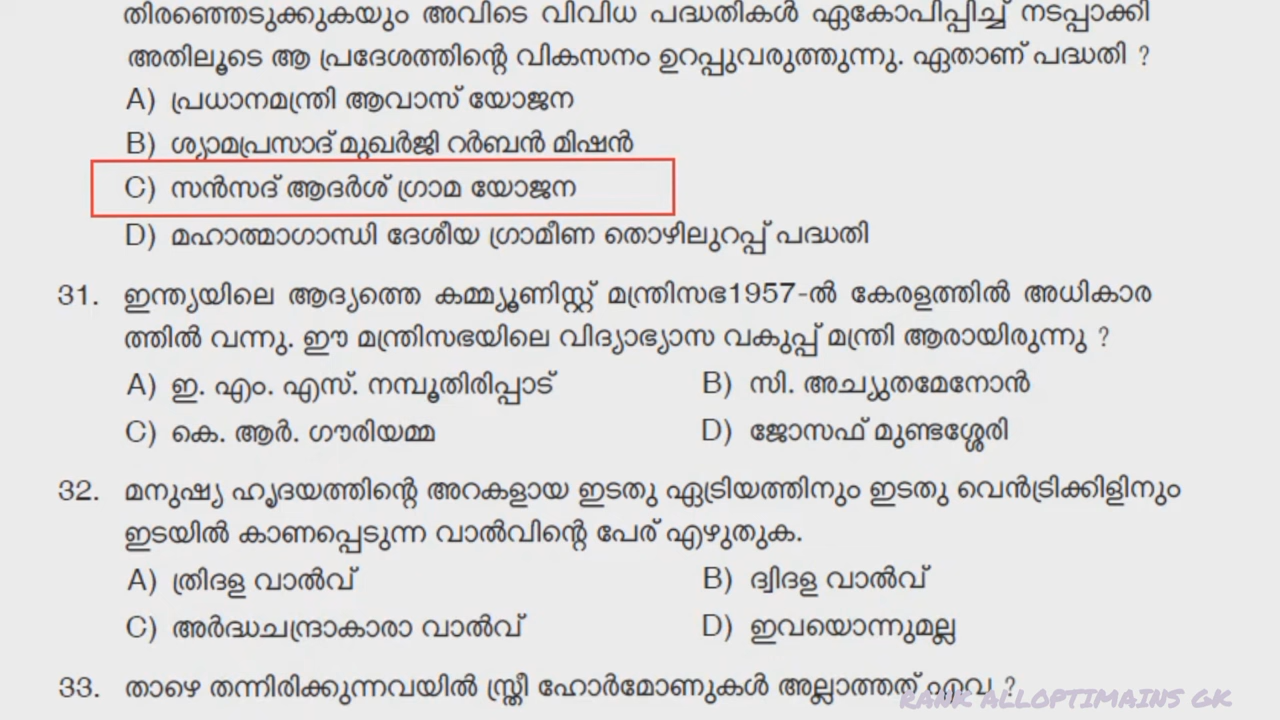 തിരഞ്ഞെടുക്കുകയും അവിടെ വിവിധ പദ്ധതികൾ ഏകോപിപ്പിച്ച് നടപ്പാക്കി
അതിലൂടെ ആ പ്രദേശത്തിന്റെ വികസനം ഉറപ്പുവരുത്തുന്നു. ഏതാണ് പദ്ധതി ?
A) പ്രധാനമന്ത്രി ആവാസ് യോജന
B) ശ്യാമപ്രസാദ് മുഖർജി റർബൻ മിഷൻ
C) സൻസദ് ആദർശ് ഗ്രാമ യോജന
D) മഹാത്മാഗാന്ധി ദേശീയ ഗ്രാമീണ തൊഴിലുറപ്പ് പദ്ധതി
31. ഇന്ത്യയിലെ ആദ്യത്തെ കമ്മ്യൂണിസ്റ്റ് മന്ത്രിസഭ1957-ൽ കേരളത്തിൽ അധികാര
ത്തിൽ വന്നു. ഈ മന്ത്രിസഭയിലെ വിദ്യാഭ്യാസ വകുപ്പ് മന്ത്രി ആരായിരുന്നു ?
A) ഇ. എം. എസ്. നമ്പൂതിരിപ്പാട് B) സി. അച്യുതമേനോൻ
C) കെ. ആർ. ഗൗരിയമ്മ D) ജോസഫ് മുണ്ടശ്ശേരി
32. മനുഷ്യ ഹൃദയത്തിന്റെ അറകളായ ഇടതു ഏട്രിയത്തിനും ഇടതു വെൻട്രിക്കിളിനും
ഇടയിൽ കാണപ്പെടുന്ന വാൽവിന്റെ പേര് എഴുതുക.
A) ത്രിദള വാൽവ് B) ദ്വിദള വാൽവ്
C) അർദ്ധചന്ദ്രാകാരാ വാൽവ് D) ഇവയൊന്നുമല്ല
33. താഴെ തന്നിരിക്കുന്നവയിൽ സ്ത്രീ ഹോർമോണുകൾ അല്ലാത്തത് ഏവ ?
RANK ALLOPTIMAINS GK